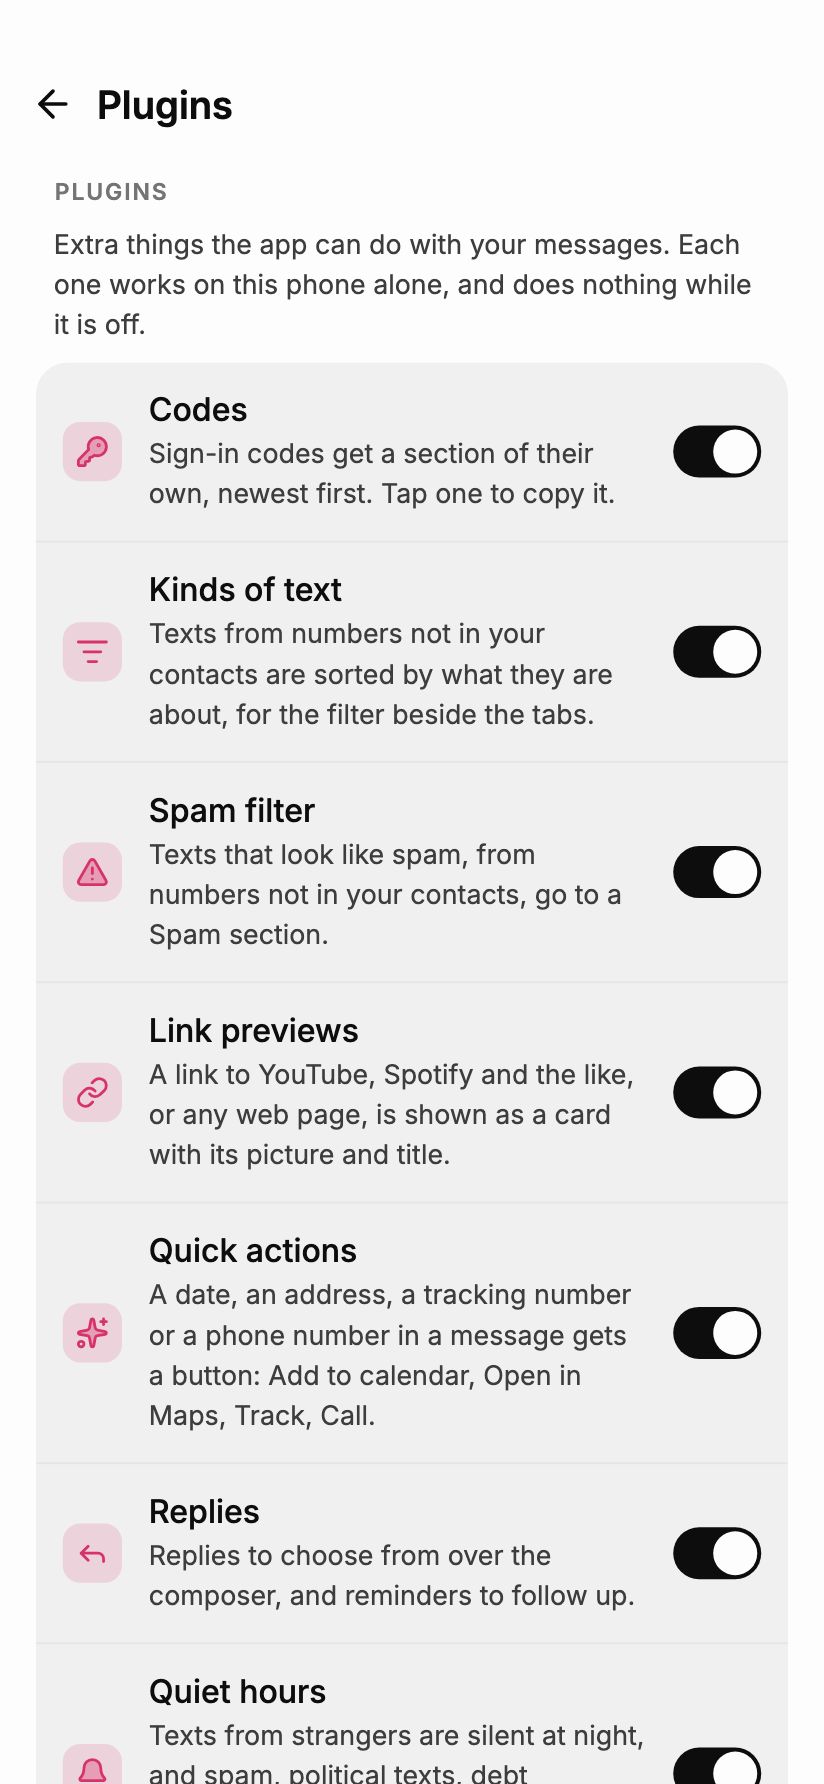 Plugins
PLUGINS
Extra things the app can do with your messages. Each
one works on this phone alone, and does nothing while
it is off.
Codes
Sign-in codes get a section of their
own, newest first. Tap one to copy it.
Kinds of text
Texts from numbers not in your
contacts are sorted by what they are
about, for the filter beside the tabs.
Spam filter
Texts that look like spam, from
numbers not in your contacts, go to a
Spam section.
Link previews
A link to YouTube, Spotify and the like,
or any web page, is shown as a card
with its picture and title.
Quick actions
A date, an address, a tracking number
or a phone number in a message gets
a button: Add to calendar, Open in
Maps, Track, Call.
Replies
Replies to choose from over the
composer, and reminders to follow up.
Quiet hours
Texts from strangers are silent at night,
and spam, political texts, debt